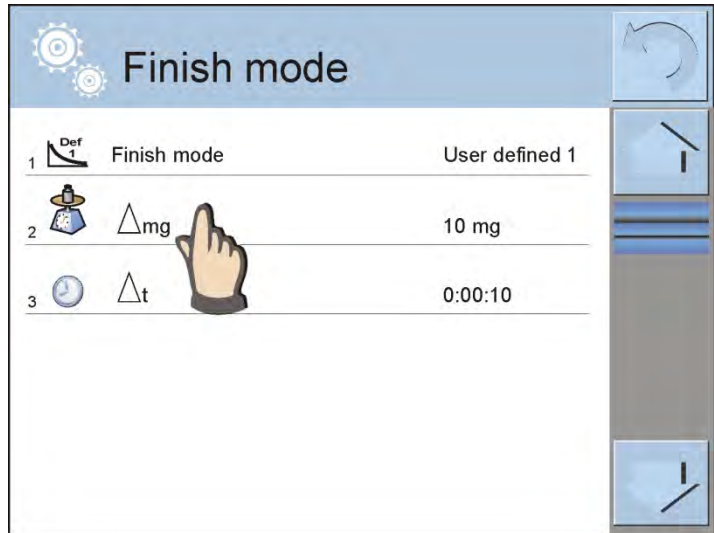 Finish mode
1 Def 1 Finish mode User defined 1
2 △mg 10 mg
3 △t 0:00:10